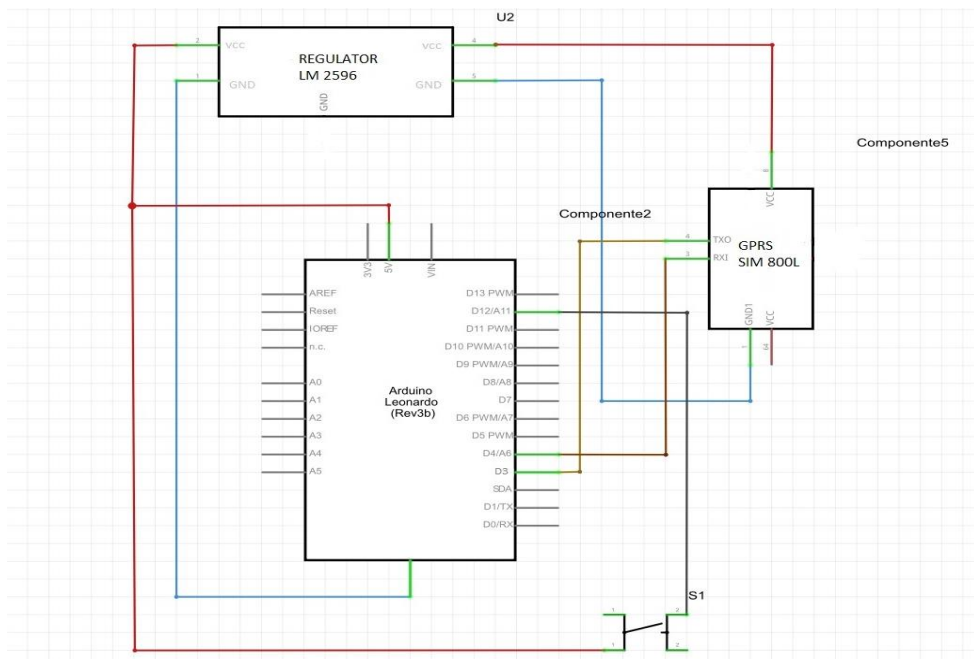 U2
2
VCC
VCC
4
REGULATOR
LM 2596
1
GND
GND
5
GND
Componente5
8
VCC
Componente2
4
TXO
GPRS
SIM 800L
3
RXI
GND1
VCC
1
3V3
5V
VIN
AREF
Reset
IOREF
n.c.
A0
A1
A2
A3
A4
A5
Arduino
Leonardo
(Rev3b)
D13 PWM
D12/A11
D11 PWM
D10 PWM/A10
D9 PWM/A9
D8/A8
D7
D6 PWM/A7
D5 PWM
D4/A6
D3
SDA
D1/TX
D0/RX
S1
1
2
1
2